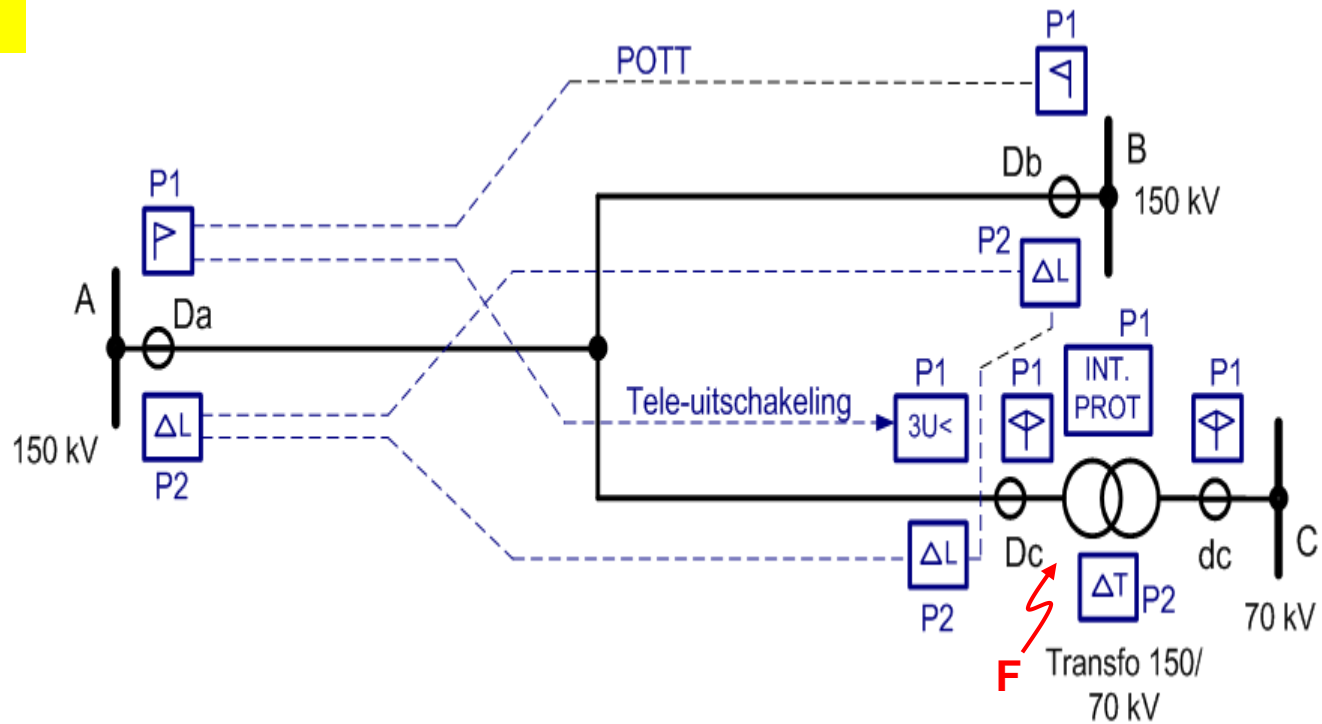 P1
POTT
Db
B
150 kV
P1
P2
ΔL
A
Da
P1
INT.
PROT
P1
P1
P1
Tele-uitschakeling
3U<
ΔL
150 kV
P2
ΔL
P2
Dc
ΔT
P2
dc
C
70 kV
F
Transfo 150/
70 kV